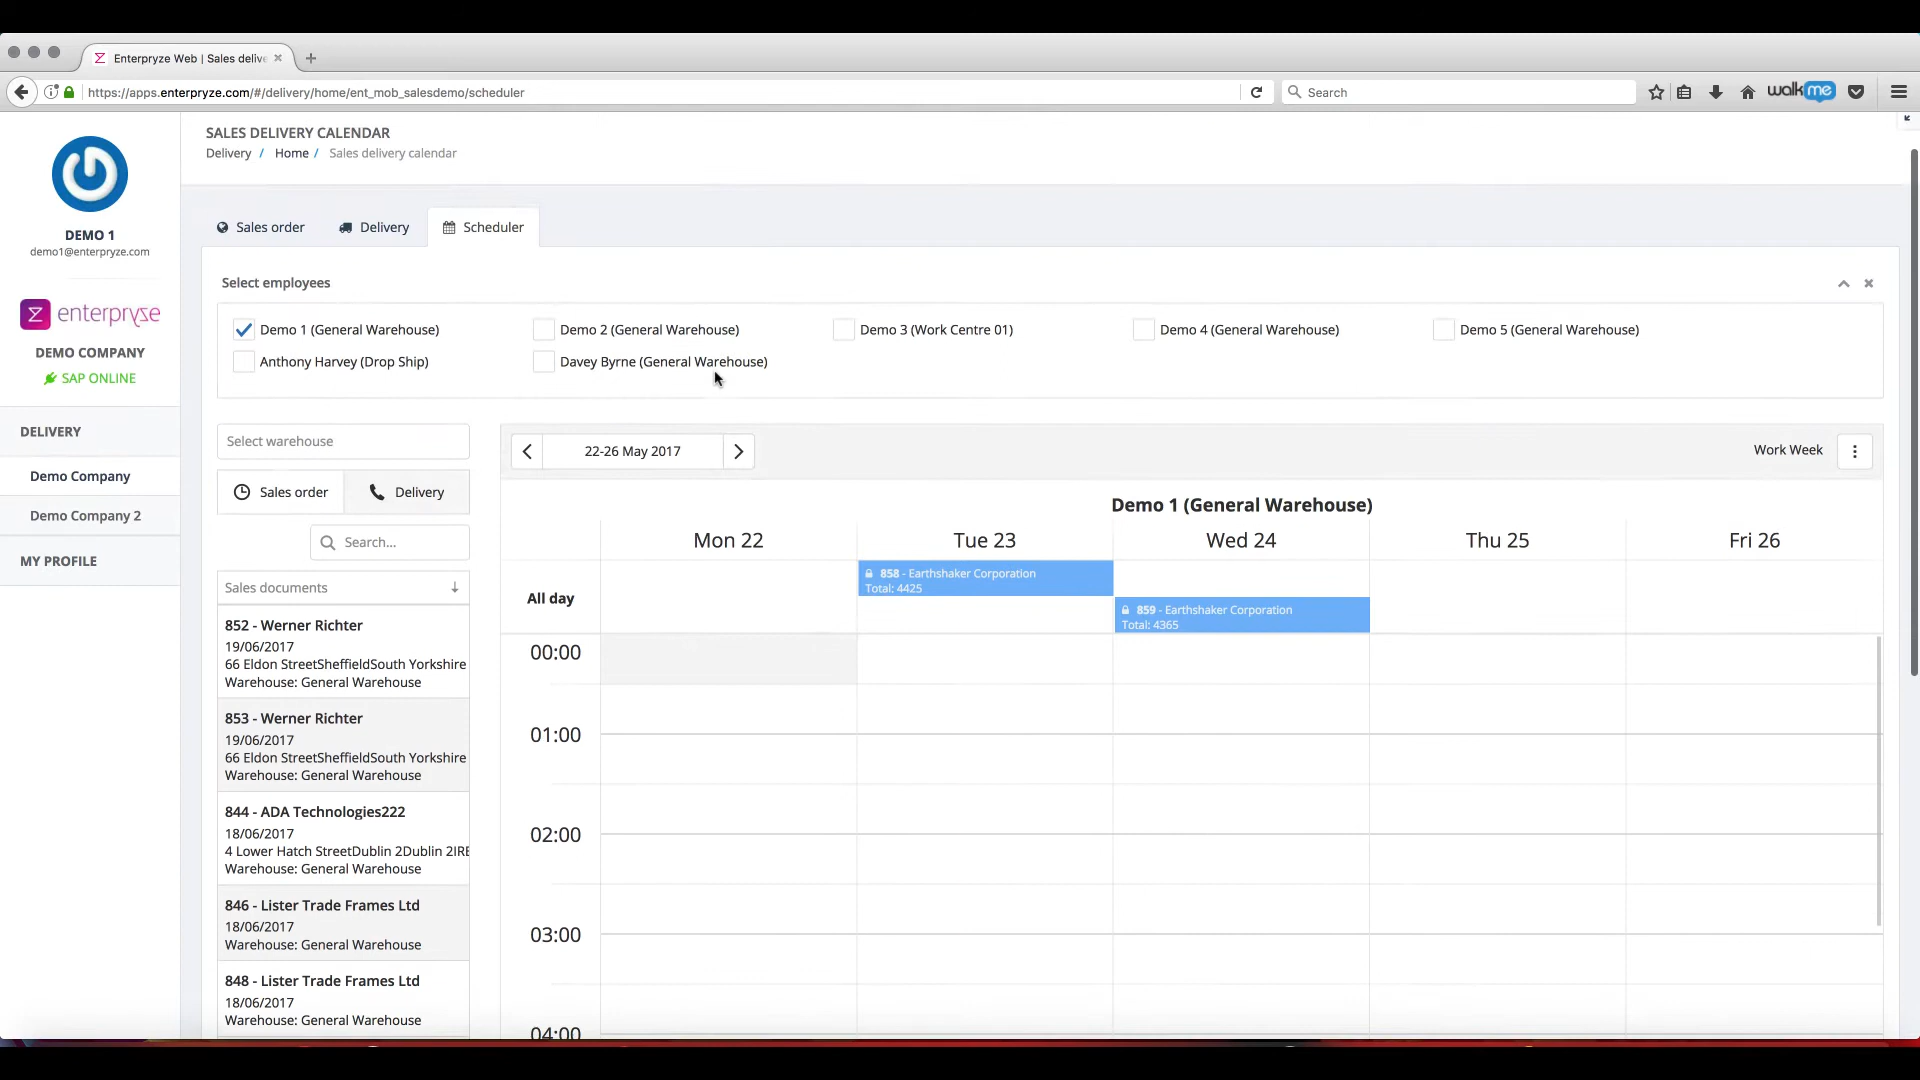 Enterpryze Web | Sales delive
https://apps.enterpryze.com/#/delivery/home/ent_mob_salesdemo/scheduler
Search
walkme
DEMO 1
demo1@enterpryze.com
enterpryze
DEMO COMPANY
SAP ONLINE
DELIVERY
Demo Company
Demo Company 2
MY PROFILE
SALES DELIVERY CALENDAR
Delivery / Home / Sales delivery calendar
Sales order
Delivery
Scheduler
Select employees
Demo 1 (General Warehouse)
Demo 2 (General Warehouse)
Demo 3 (Work Centre 01)
Demo 4 (General Warehouse)
Demo 5 (General Warehouse)
Anthony Harvey (Drop Ship)
Davey Byrne (General Warehouse)
Select warehouse
Sales order
Delivery
Search...
Sales documents
852 - Werner Richter
19/06/2017
66 Eldon StreetSheffieldSouth Yorkshire
Warehouse: General Warehouse
853 - Werner Richter
19/06/2017
66 Eldon StreetSheffieldSouth Yorkshire
Warehouse: General Warehouse
844 - ADA Technologies222
18/06/2017
4 Lower Hatch StreetDublin 2Dublin 2IRE
Warehouse: General Warehouse
846 - Lister Trade Frames Ltd
18/06/2017
Warehouse: General Warehouse
848 - Lister Trade Frames Ltd
18/06/2017
Warehouse: General Warehouse
22-26 May 2017
Work Week
Demo 1 (General Warehouse)
Mon 22
Tue 23
Wed 24
Thu 25
Fri 26
All day
858 - Earthshaker Corporation
Total: 4425
859 - Earthshaker Corporation
Total: 4365
00:00
01:00
02:00
03:00
04:00